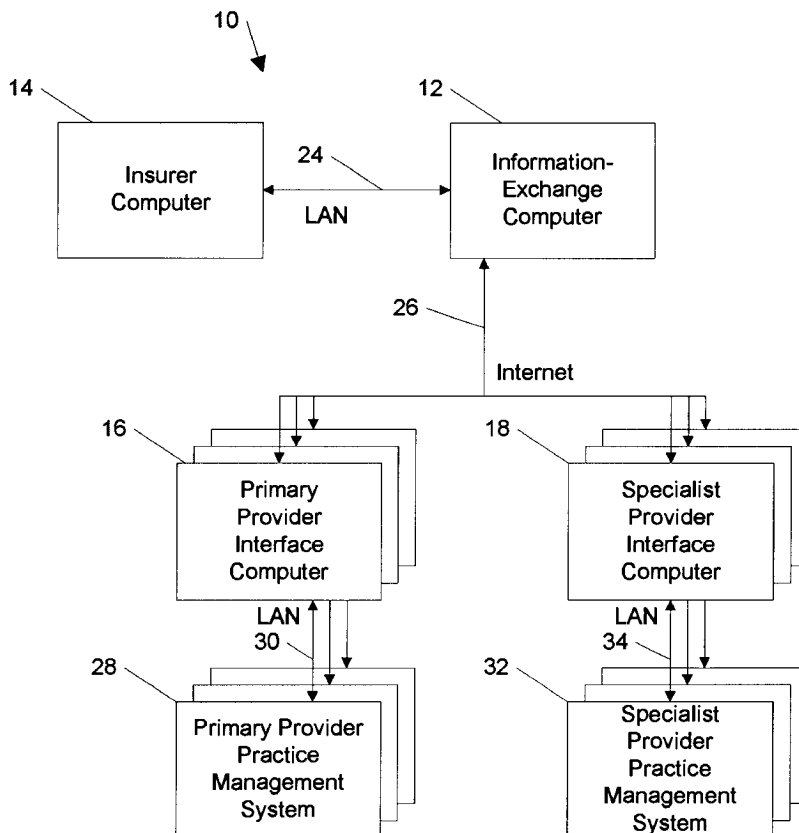 10
14
12
Insurer
Computer
24
LAN
Information-
Exchange
Computer
26
Internet
16
18
Primary
Provider
Interface
Computer
Specialist
Provider
Interface
Computer
LAN
30
LAN
34
28
32
Primary Provider
Practice
Management
System
Specialist
Provider
Practice
Management
System